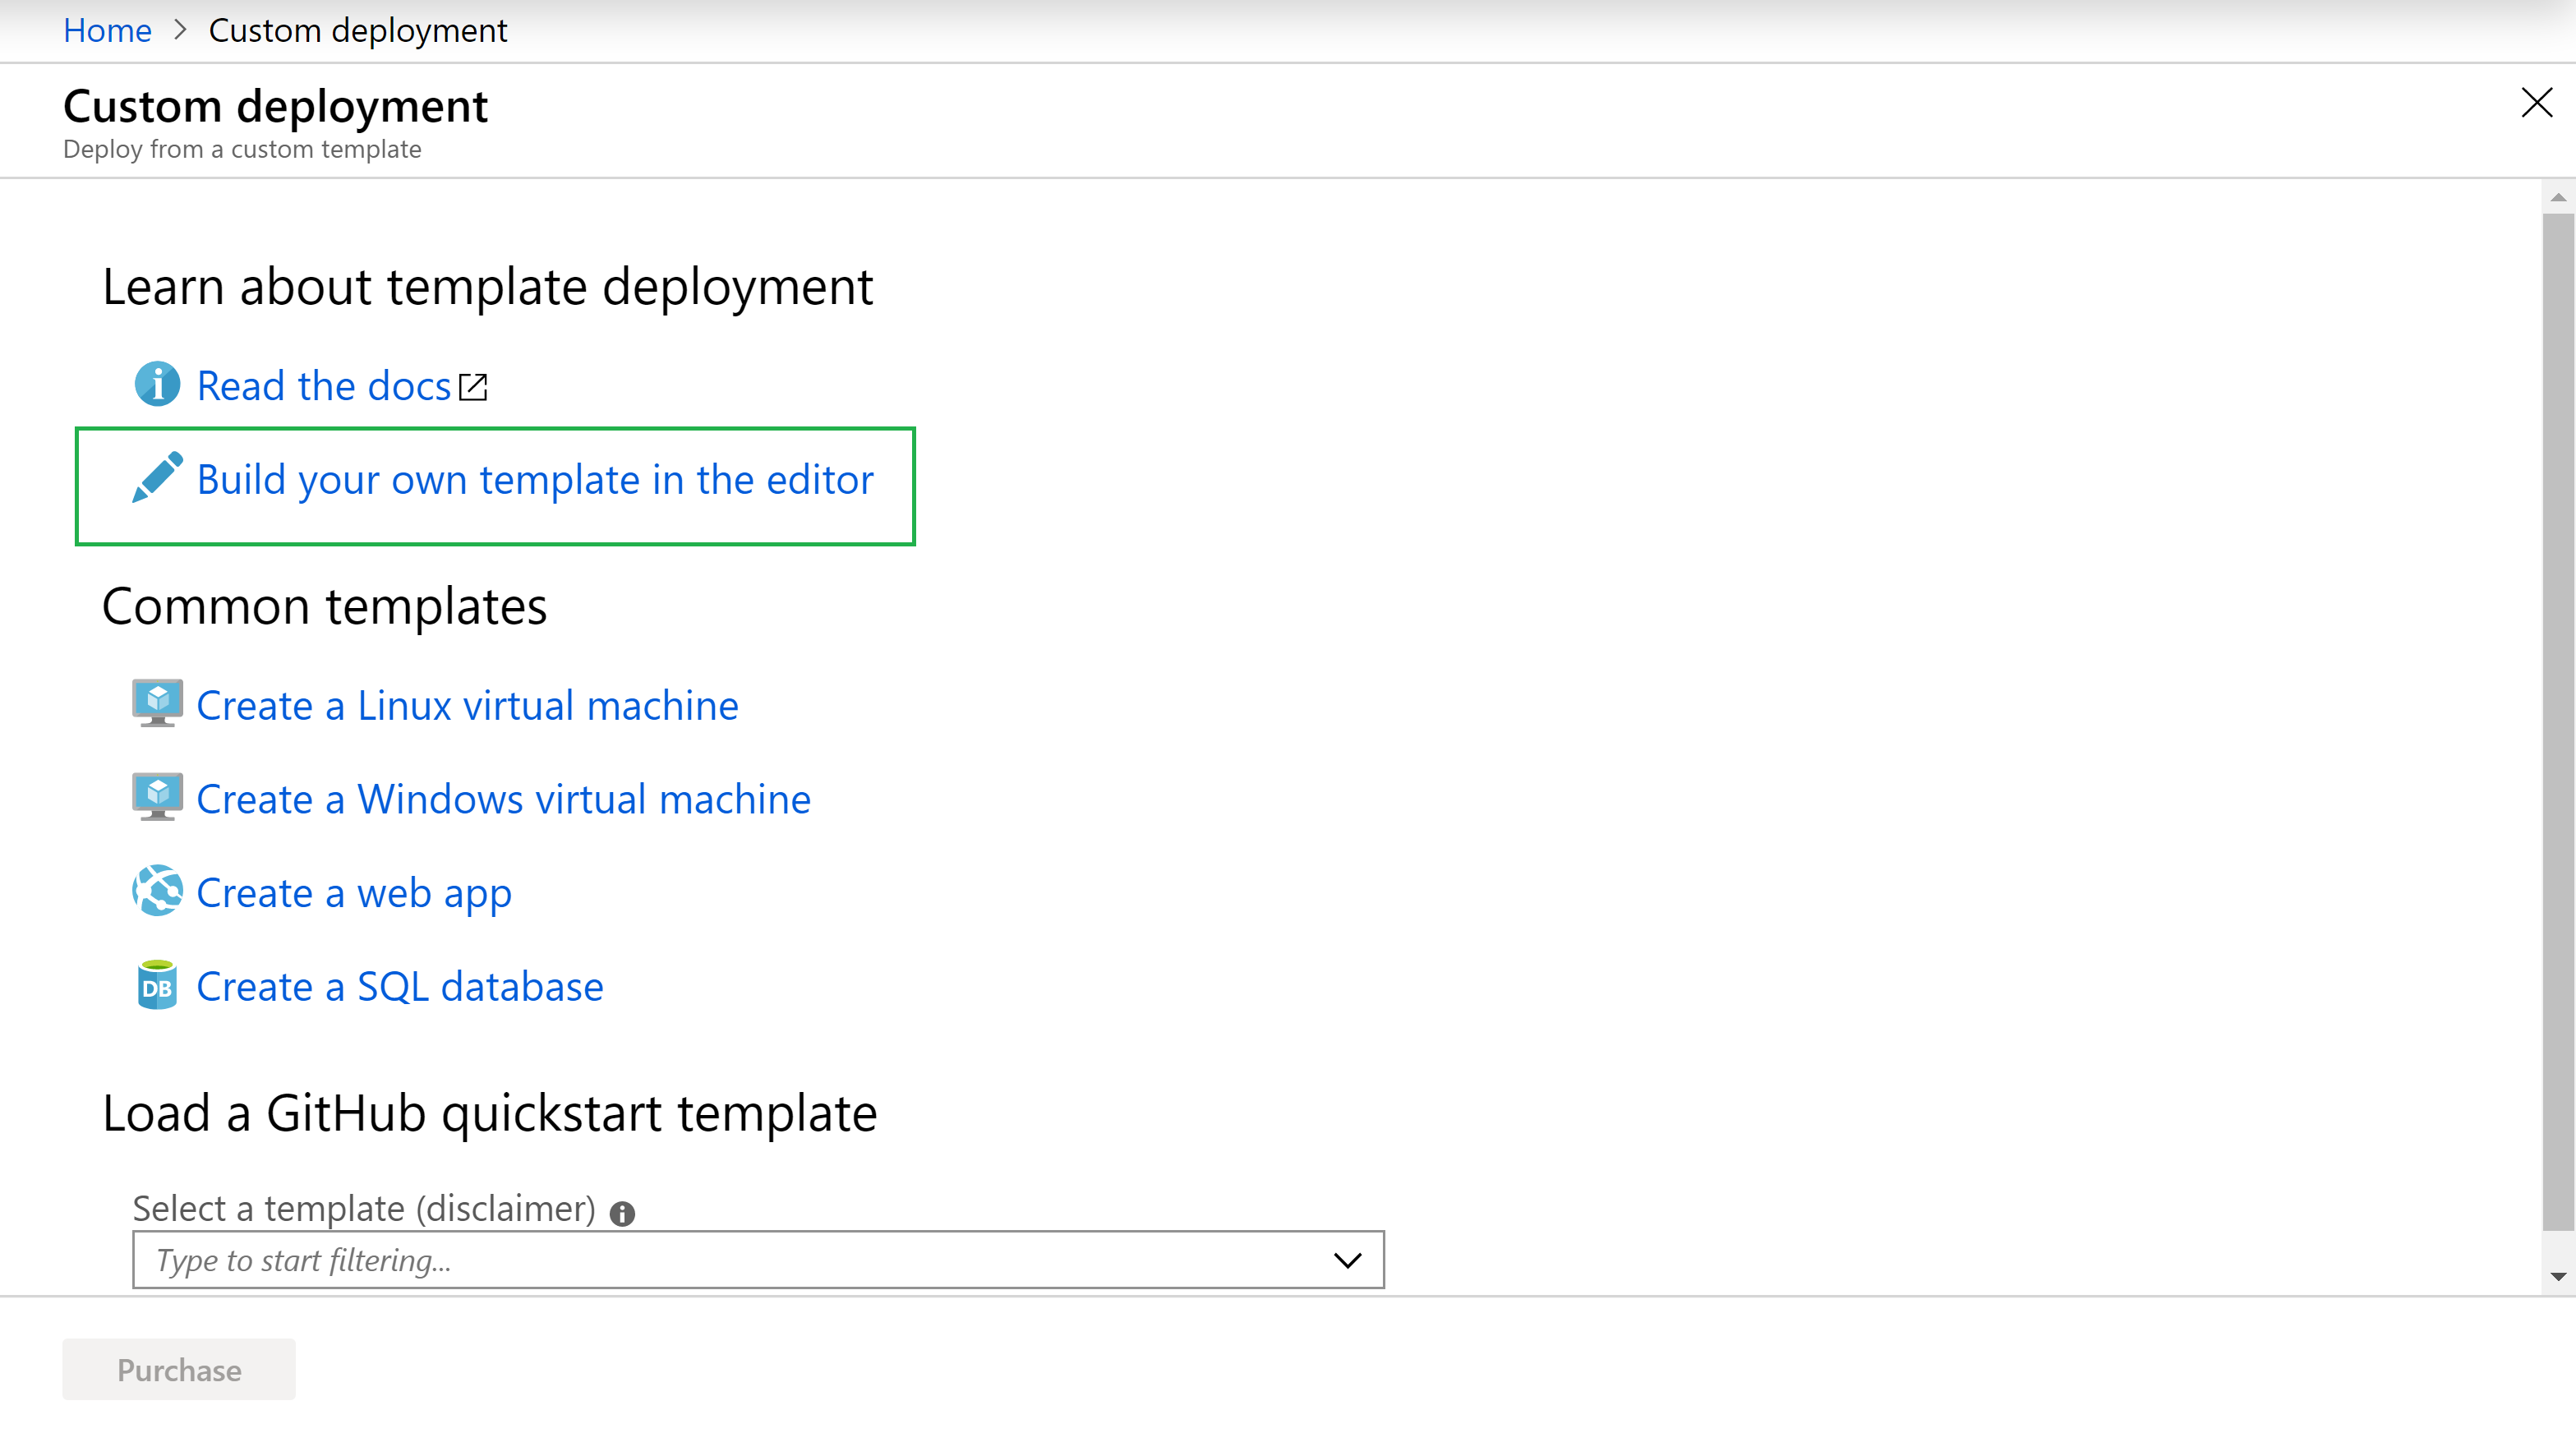 Home > Custom deployment
Custom deployment
Deploy from a custom template
Learn about template deployment
Read the docs
Build your own template in the editor
Common templates
Create a Linux virtual machine
Create a Windows virtual machine
Create a web app
DB Create a SQL database
Load a GitHub quickstart template
Select a template (disclaimer)
Type to start filtering...
Purchase